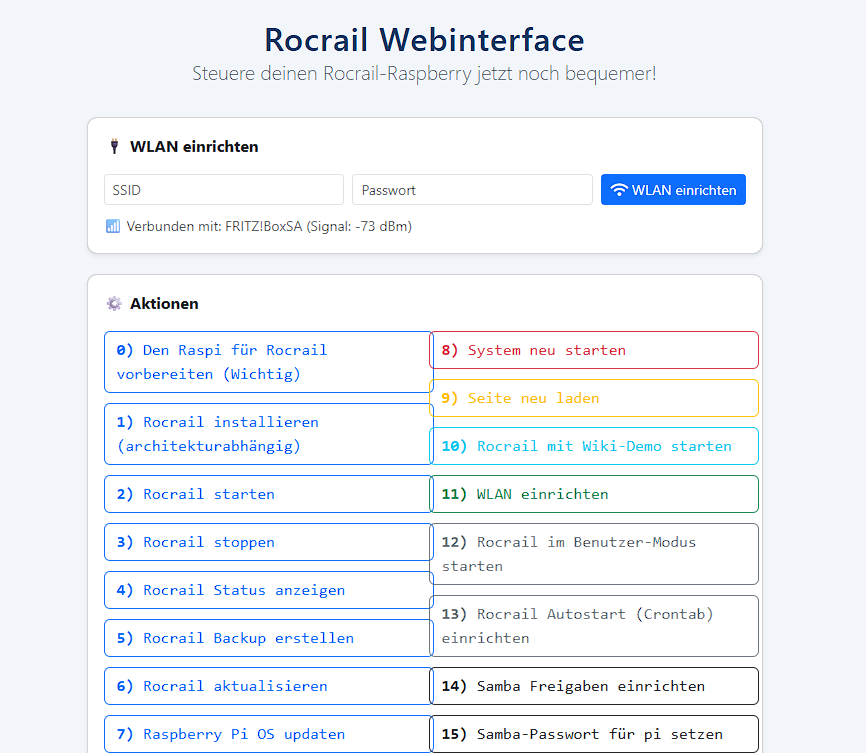 Rocrail Webinterface
Steuere deinen Rocrail-Raspberry jetzt noch bequemer!
WLAN einrichten
SSID
Passwort
WLAN einrichten
Verbunden mit: FRITZ!BoxSA (Signal: -73 dBm)
Aktionen
0) Den Raspi für Rocrail
vorbereiten (Wichtig)
1) Rocrail installieren
(architekturabhängig)
2) Rocrail starten
3) Rocrail stoppen
4) Rocrail Status anzeigen
5) Rocrail Backup erstellen
6) Rocrail aktualisieren
7) Raspberry Pi OS updaten
8) System neu starten
9) Seite neu laden
10) Rocrail mit Wiki-Demo starten
11) WLAN einrichten
12) Rocrail im Benutzer-Modus
starten
13) Rocrail Autostart (Crontab)
einrichten
14) Samba Freigaben einrichten
15) Samba-Passwort für pi setzen